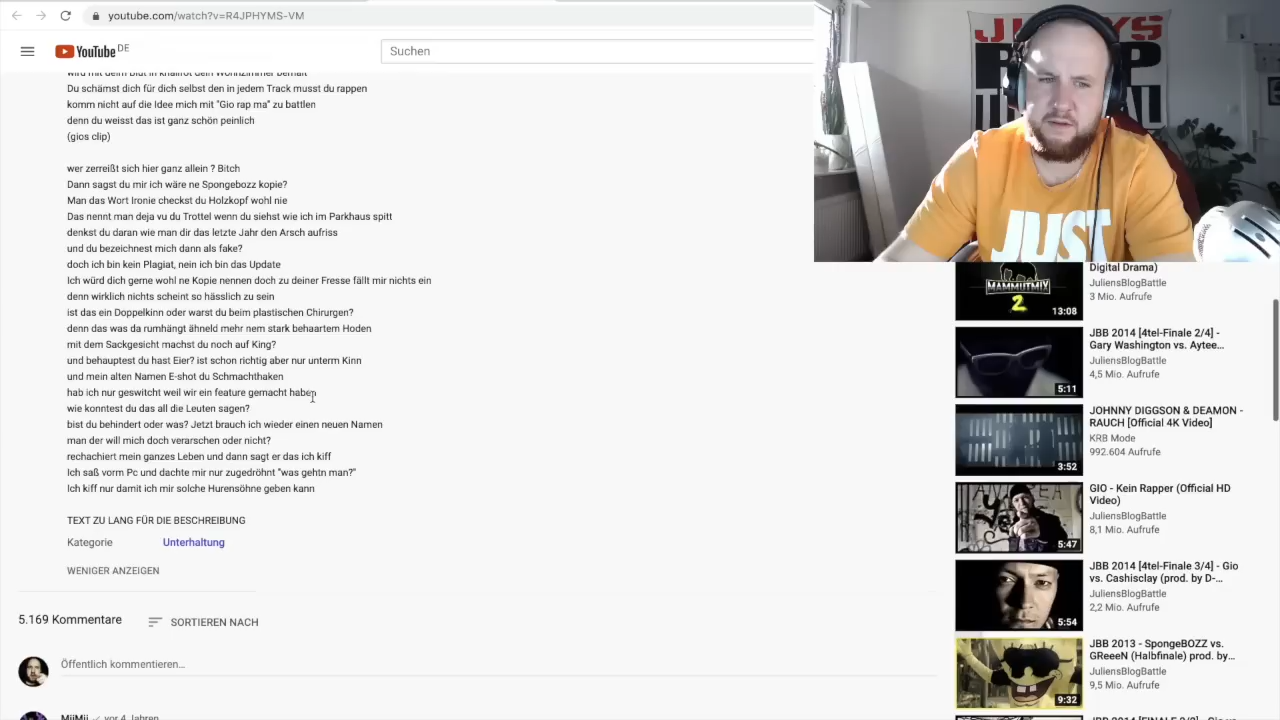 youtube.com/watch?v=R4JPHYMS-VM
YouTube DE
Suchen
wird mit deim Blut in knallrot dein Wohnzimmer bemalt
Du schämst dich für dich selbst den in jedem Track musst du rappen
komm nicht auf die Idee mich mit "Gio rap ma" zu battlen
denn du weisst das ist ganz schön peinlich
(gios clip)
wer zerreißt sich hier ganz allein ? Bitch
Dann sagst du mir ich wäre ne Spongebozz kopie?
Man das Wort Ironie checkst du Holzkopf wohl nie
Das nennt man deja vu du Trottel wenn du siehst wie ich im Parkhaus spitt
denkst du daran wie man dir das letzte Jahr den Arsch aufriss
und du bezeichnest mich dann als fake?
doch ich bin kein Plagiat, nein ich bin das Update
Ich würd dich gerne wohl ne Kopie nennen doch zu deiner Fresse fällt mir nichts ein
denn wirklich nichts scheint so hässlich zu sein
ist das ein Doppelkinn oder warst du beim plastischen Chirurgen?
denn das was da rumhängt ähneld mehr nem stark behaartem Hoden
mit dem Sackgesicht machst du noch auf King?
und behauptest du hast Eier? ist schon richtig aber nur unterm Kinn
und mein alten Namen E-shot du Schmachthaken
hab ich nur geswitcht weil wir ein feature gemacht haben
wie konntest du das all die Leuten sagen?
bist du behindert oder was? Jetzt brauch ich wieder einen neuen Namen
man der will mich doch verarschen oder nicht?
rechachiert mein ganzes Leben und dann sagt er das ich kiff
Ich saß vorm Pc und dachte mir nur zugedröhnt "was gehtn man?"
Ich kiff nur damit ich mir solche Hurensöhne geben kann
TEXT ZU LANG FÜR DIE BESCHREIBUNG
Kategorie Unterhaltung
WENIGER ANZEIGEN
5.169 Kommentare SORTIEREN NACH
Öffentlich kommentieren...
MiiMii vor 4 Jahren
JUST
MAMMUTMIX
2
13:08
Digital Drama)
JuliensBlogBattle
3 Mio. Aufrufe
5:11
JBB 2014 [4tel-Finale 2/4] -
Gary Washington vs. Aytee...
JuliensBlogBattle
4,5 Mio. Aufrufe
3:52
JOHNNY DIGGSON & DEAMON -
RAUCH [Official 4K Video]
KRB Mode
992.604 Aufrufe
5:47
GIO - Kein Rapper (Official HD
Video)
JuliensBlogBattle
8,1 Mio. Aufrufe
5:54
JBB 2014 [4tel-Finale 3/4] - Gio
vs. Cashisclay (prod. by D-...
JuliensBlogBattle
2,2 Mio. Aufrufe
9:32
JBB 2013 - SpongeBOZZ vs.
GReeeN (Halbfinale) prod. by...
JuliensBlogBattle
9,5 Mio. Aufrufe